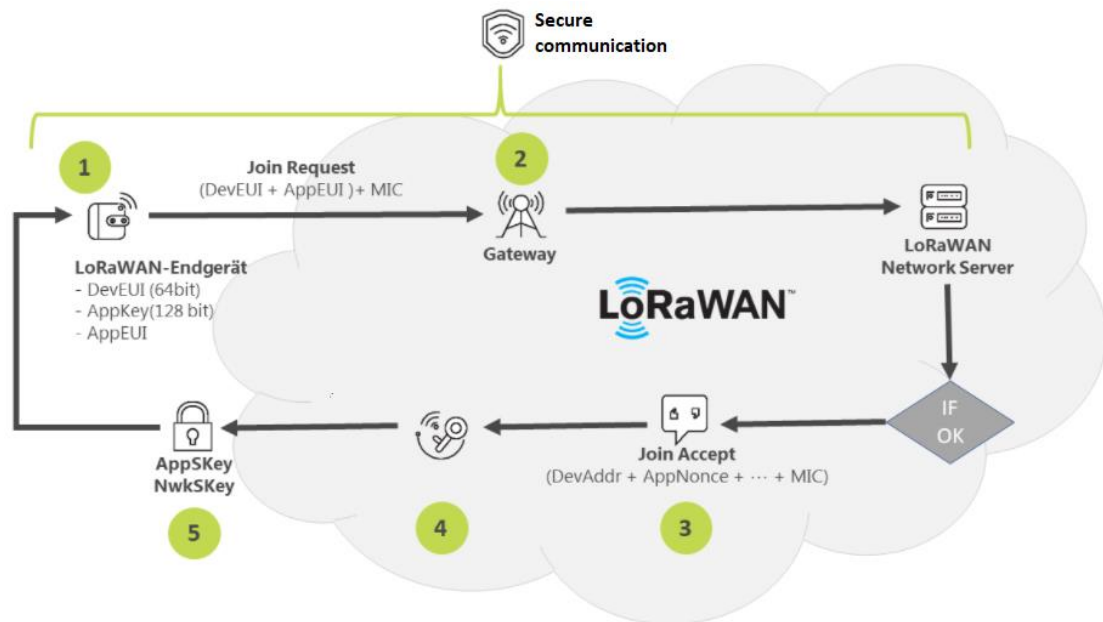 Secure
communication
1
2
Join Request
(DevEUI + AppEUI )+ MIC
Gateway
LoRaWAN
Network Server
LoRaWAN-Endgerät
- DevEUI (64bit)
- AppKey(128 bit)
- AppEUI
LoRaWAN™
IF
OK
Join Accept
(DevAddr + AppNonce + ··· + MIC)
AppSKey
NwkSKey
5
4
3